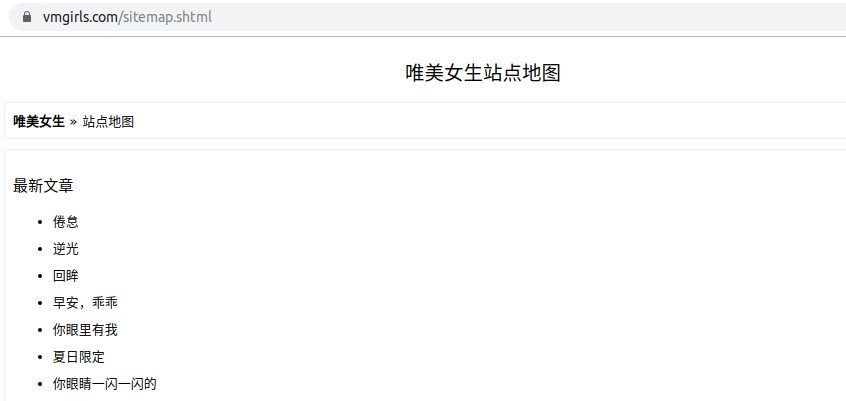 vmgirls.com/sitemap.shtml
唯美女生站点地图
唯美女生 » 站点地图
最新文章
• 倦怠
• 逆光
• 回眸
• 早安，乖乖
• 你眼里有我
• 夏日限定
• 你眼睛一闪一闪的